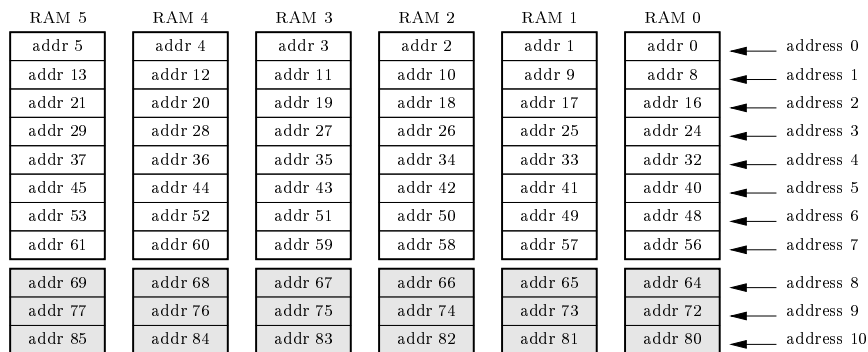 RAM 5 RAM 4 RAM 3 RAM 2 RAM 1 RAM 0
addr 5 addr 4 addr 3 addr 2 addr 1 addr 0 address 0
addr 13 addr 12 addr 11 addr 10 addr 9 addr 8 address 1
addr 21 addr 20 addr 19 addr 18 addr 17 addr 16 address 2
addr 29 addr 28 addr 27 addr 26 addr 25 addr 24 address 3
addr 37 addr 36 addr 35 addr 34 addr 33 addr 32 address 4
addr 45 addr 44 addr 43 addr 42 addr 41 addr 40 address 5
addr 53 addr 52 addr 51 addr 50 addr 49 addr 48 address 6
addr 61 addr 60 addr 59 addr 58 addr 57 addr 56 address 7
addr 69 addr 68 addr 67 addr 66 addr 65 addr 64 address 8
addr 77 addr 76 addr 75 addr 74 addr 73 addr 72 address 9
addr 85 addr 84 addr 83 addr 82 addr 81 addr 80 address 10